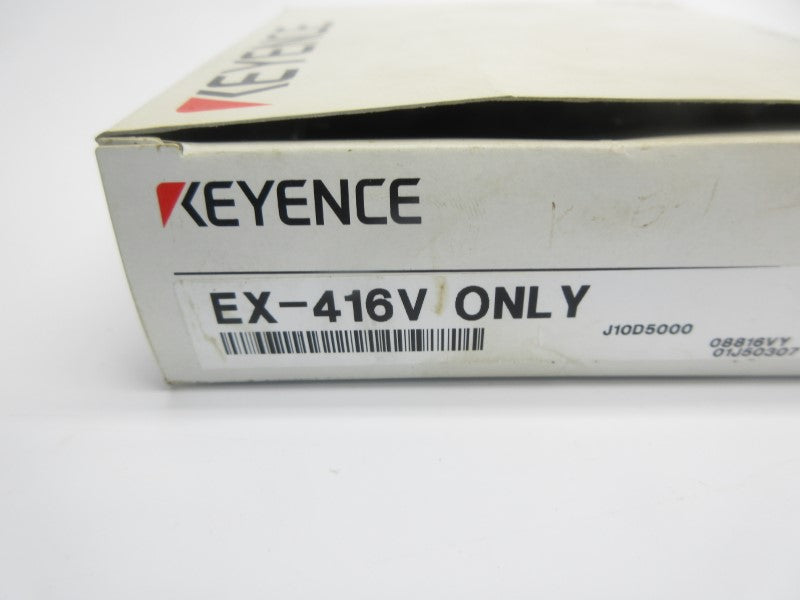 KEYENCE
KEYENCE
EX-416V ONLY
J10D5000
08816VY
01J50307